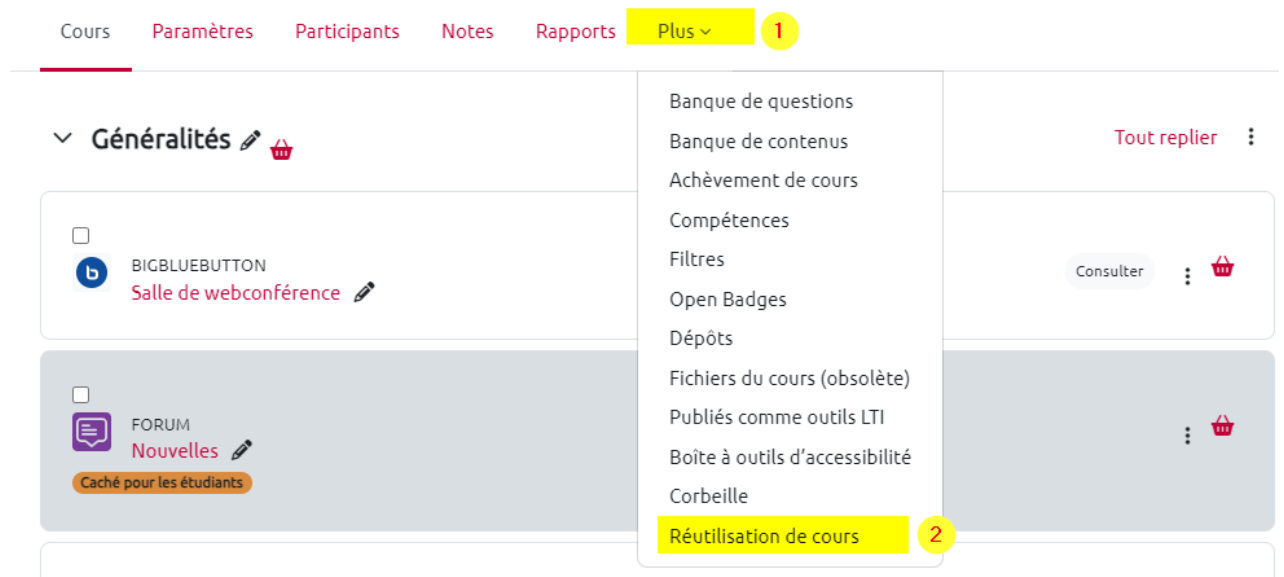 Cours Paramètres Participants Notes Rapports Plus 1
Banque de questions
Banque de contenus
Achèvement de cours
Compétences
Filtres
Open Badges
Dépôts
Fichiers du cours (obsolète)
Publiés comme outils LTI
Boîte à outils d'accessibilité
Corbeille
Réutilisation de cours 2
Généralités
Tout replier
BIGBLUEBUTTON
Salle de webconférence
Consulter
FORUM
Nouvelles
Caché pour les étudiants